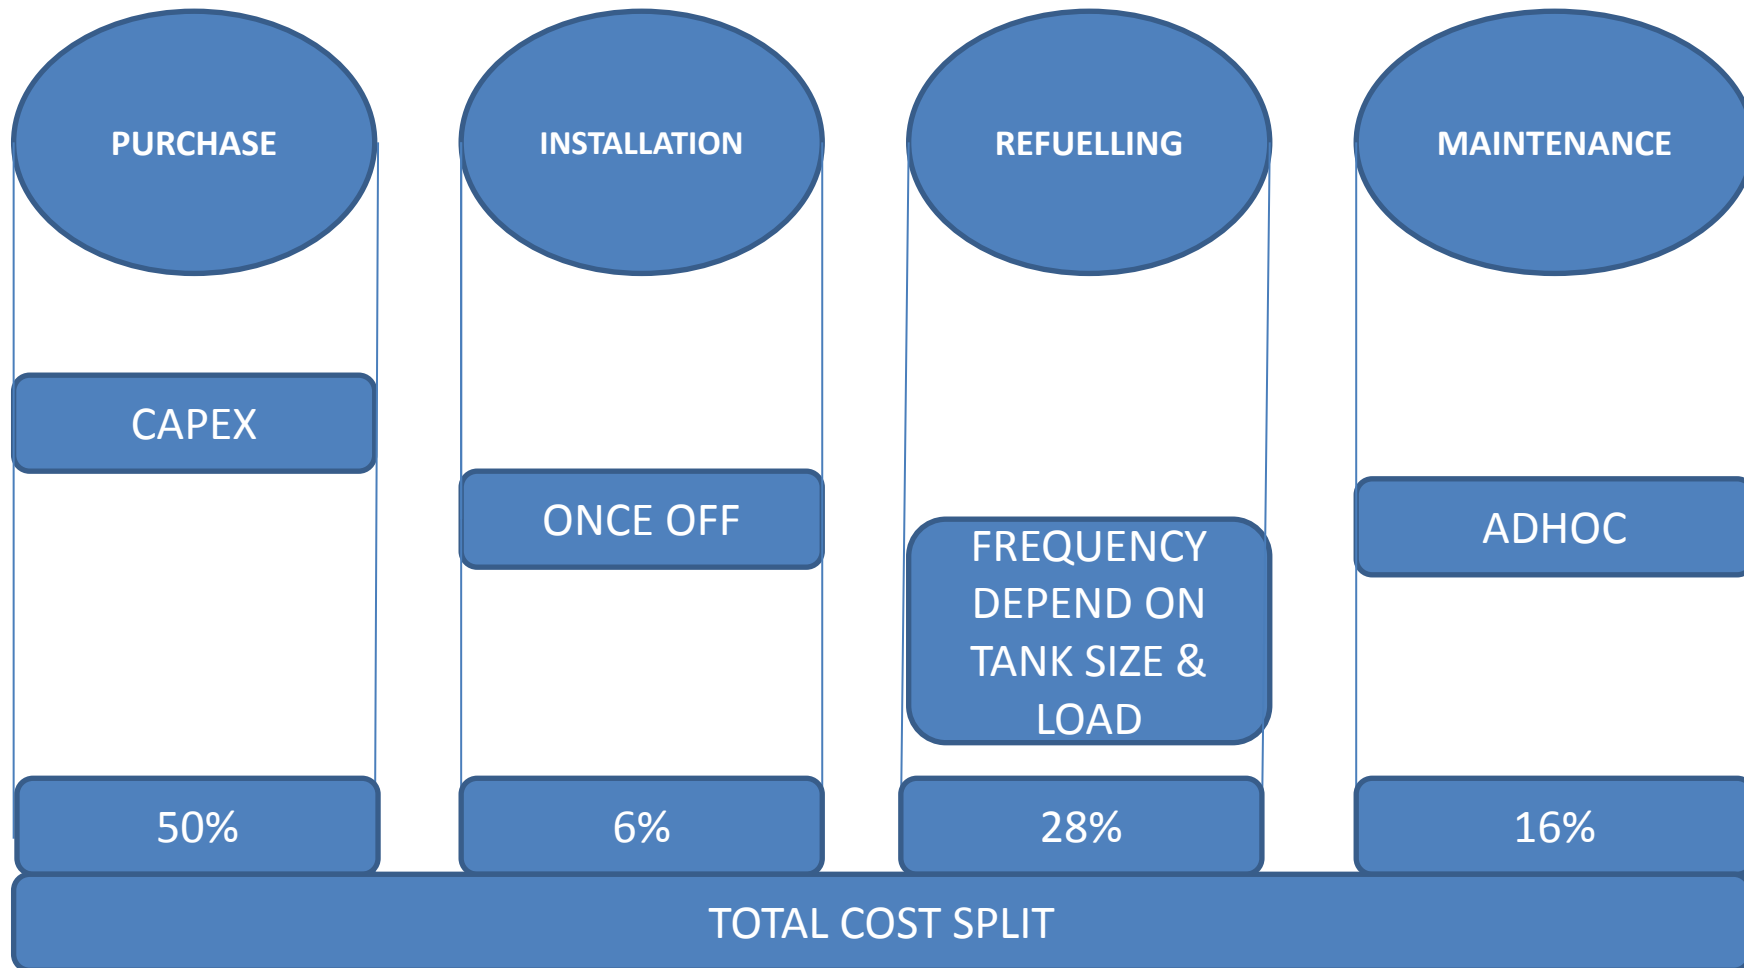 PURCHASE
INSTALLATION
REFUELLING
MAINTENANCE
CAPEX
ONCE OFF
FREQUENCY
DEPEND ON
TANK SIZE &
LOAD
ADHOC
50%
6%
28%
16%
TOTAL COST SPLIT